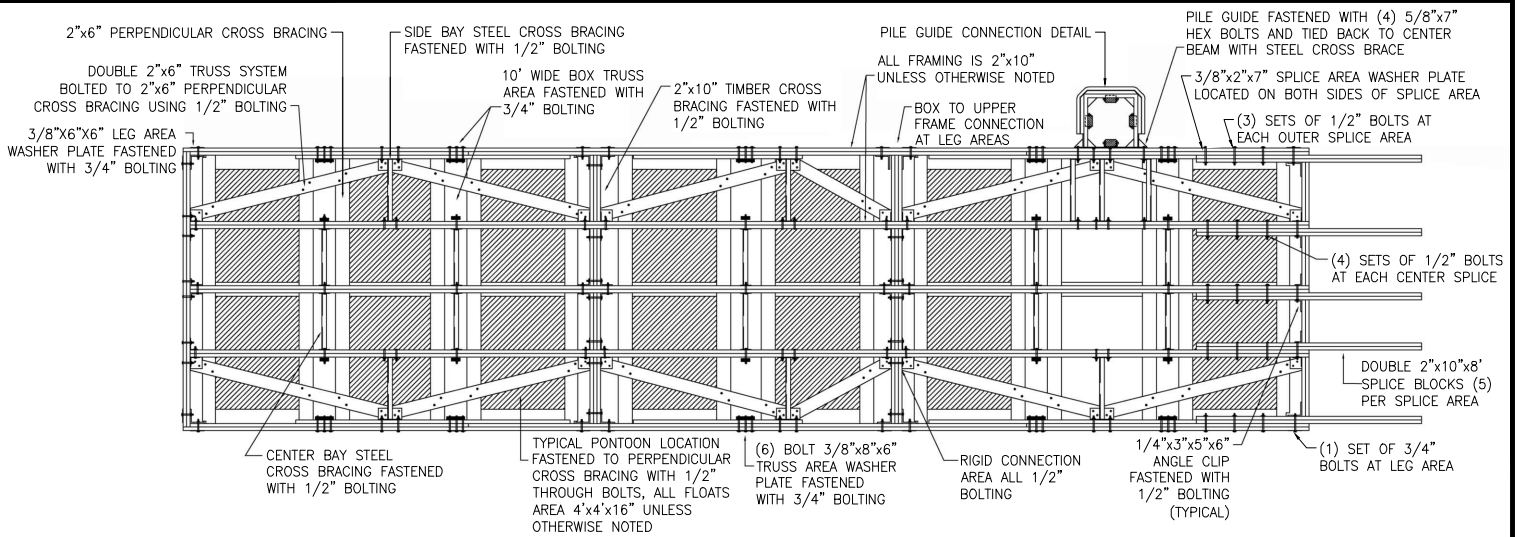 2"x6" PERPENDICULAR CROSS BRACING
DOUBLE 2"x6" TRUSS SYSTEM
BOLTED TO 2"x6" PERPENDICULAR
CROSS BRACING USING 1/2" BOLTING
3/8"X6"X6" LEG AREA
WASHER PLATE FASTENED
WITH 3/4" BOLTING
SIDE BAY STEEL CROSS BRACING
FASTENED WITH 1/2" BOLTING
10' WIDE BOX TRUSS
AREA FASTENED WITH
3/4" BOLTING
2"x10" TIMBER CROSS
BRACING FASTENED WITH
1/2" BOLTING
PILE GUIDE CONNECTION DETAIL
ALL FRAMING IS 2"x10"
UNLESS OTHERWISE NOTED
BOX TO UPPER
FRAME CONNECTION
AT LEG AREAS
PILE GUIDE FASTENED WITH (4) 5/8"x7"
HEX BOLTS AND TIED BACK TO CENTER
BEAM WITH STEEL CROSS BRACE
3/8"x2"x7" SPLICE AREA WASHER PLATE
LOCATED ON BOTH SIDES OF SPLICE AREA
(3) SETS OF 1/2" BOLTS AT
EACH OUTER SPLICE AREA
(4) SETS OF 1/2" BOLTS
AT EACH CENTER SPLICE
DOUBLE 2"x10"x8'
SPLICE BLOCKS (5)
PER SPLICE AREA
(1) SET OF 3/4"
BOLTS AT LEG AREA
CENTER BAY STEEL
CROSS BRACING FASTENED
WITH 1/2" BOLTING
TYPICAL PONTOON LOCATION
FASTENED TO PERPENDICULAR
CROSS BRACING WITH 1/2"
THROUGH BOLTS, ALL FLOATS
AREA 4'x4'x16" UNLESS
OTHERWISE NOTED
(6) BOLT 3/8"x8"x6"
TRUSS AREA WASHER
PLATE FASTENED
WITH 3/4" BOLTING
RIGID CONNECTION
AREA ALL 1/2"
BOLTING
1/4"x3"x5"x6"
ANGLE CLIP
FASTENED WITH
1/2" BOLTING
(TYPICAL)